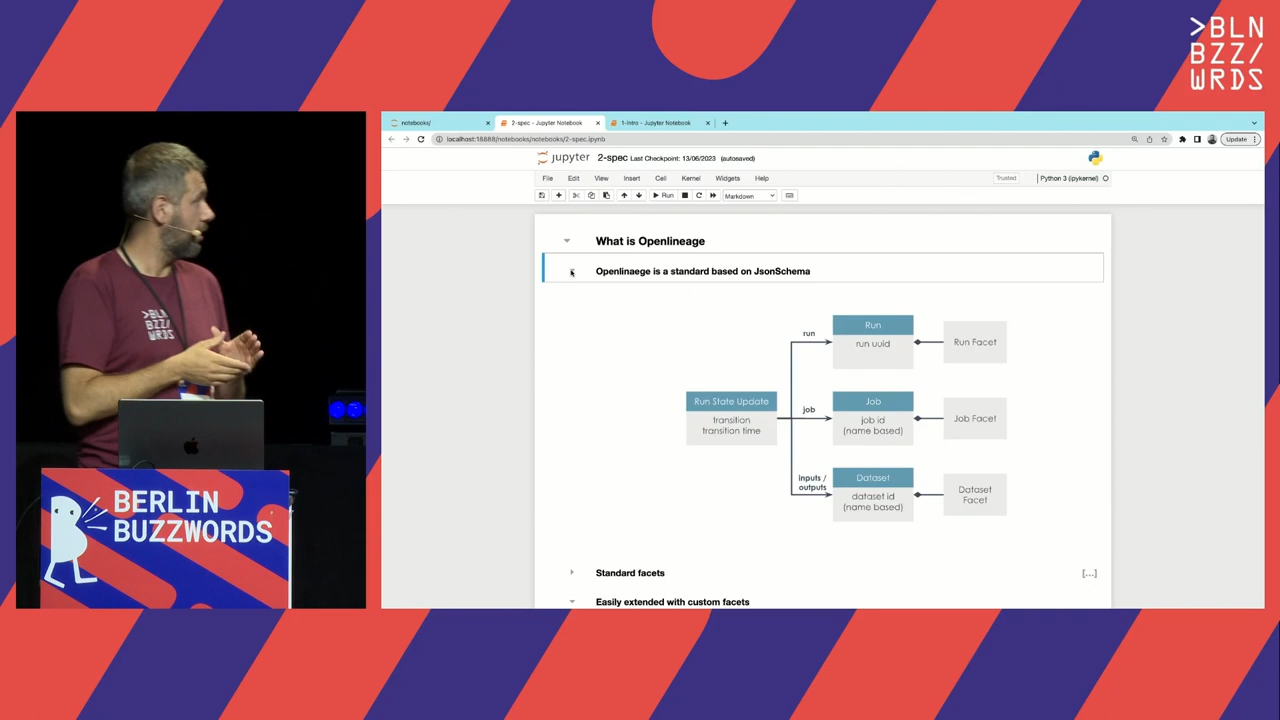 >BLN
BZZ/
WRDS
notebooks/
2-spec - Jupyter Notebook
1-Intro - Jupyter Notebook
localhost:18888/notebooks/notebooks/2-spec.ipynb
Update
jupyter 2-spec Last Checkpoint: 13/06/2023 (autosaved)
File Edit View Insert Cell Kernel Widgets Help
Trusted
Python 3 (ipykernel)
Run
Markdown
What is Openlineage
Openlinaege is a standard based on JsonSchema
run
Run
run uuid
Run Facet
Run State Update
transition
transition time
job
Job
job id
(name based)
Job Facet
inputs /
outputs
Dataset
dataset id
(name based)
Dataset
Facet
Standard facets
[...]
Easily extended with custom facets
>BLN
BZZ/
WRDS
BERLIN
BUZZWORDS